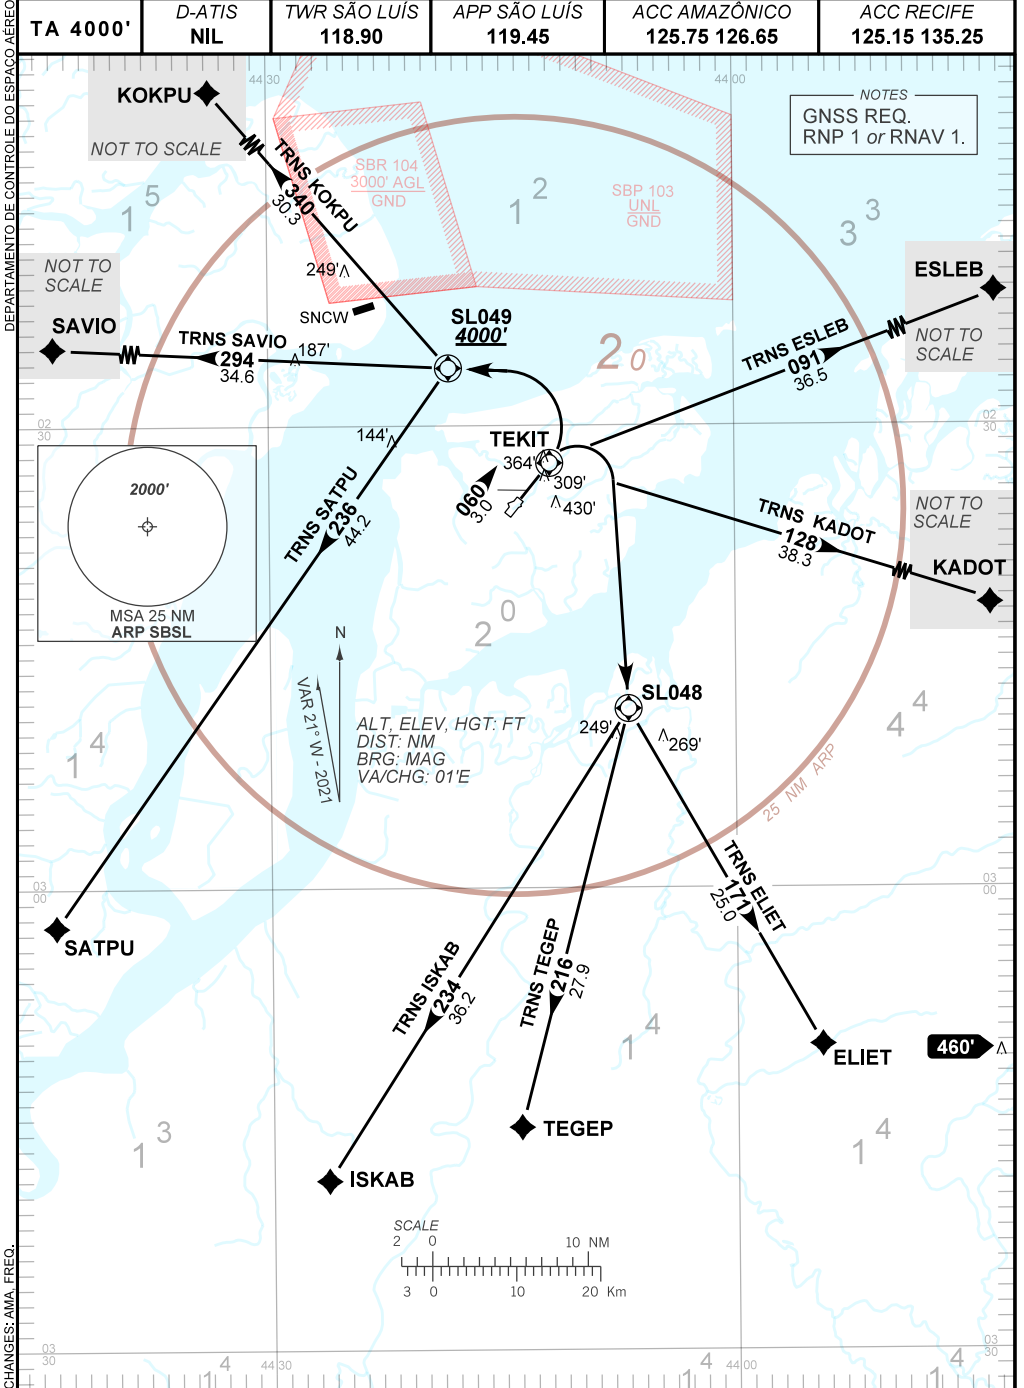 TA 4000'
D-ATIS
NIL
TWR SÃO LUÍS
118.90
APP SÃO LUÍS
119.45
ACC AMAZÔNICO
125.75 126.65
ACC RECIFE
125.15 135.25
DEPARTAMENTO DE CONTROLE DO ESPAÇO AÉREO
44 30
44 00
KOKPU
NOT TO SCALE
NOTES
GNSS REQ.
RNP 1 or RNAV 1.
TRNS KOKPU
340
30.3
SBR 104
3000' AGL
GND
SBP 103
UNL
GND
1 5
1 2
3 3
NOT TO
SCALE
SAVIO
249'
SNCW
SL049
4000'
ESLEB
NOT TO
SCALE
TRNS SAVIO
294
34.6
187'
2 0
TRNS ESLEB
091
36.5
02
30
02
30
144'
TEKIT
364'
309'
430'
060
3.0
2000'
MSA 25 NM
ARP SBSL
TRNS SATPU
236
44.2
TRNS KADOT
128
38.3
NOT TO
SCALE
KADOT
2 0
N
VAR 21° W - 2021
ALT, ELEV, HGT: FT
DIST: NM
BRG: MAG
VA/CHG: 01'E
SL048
249'
269'
4 4
1 4
25 NM ARP
03
00
03
00
SATPU
TRNS ISKAB
234
36.2
TRNS TEGEP
216
27.9
TRNS ELIET
171
25.0
1 4
ELIET
460'
TEGEP
1 3
1 4
ISKAB
SCALE
2 0 10 NM
3 0 10 20 Km
CHANGES: AMA, FREQ.
03
30
03
30
44 30
44 00
1 4
1 4
1 4